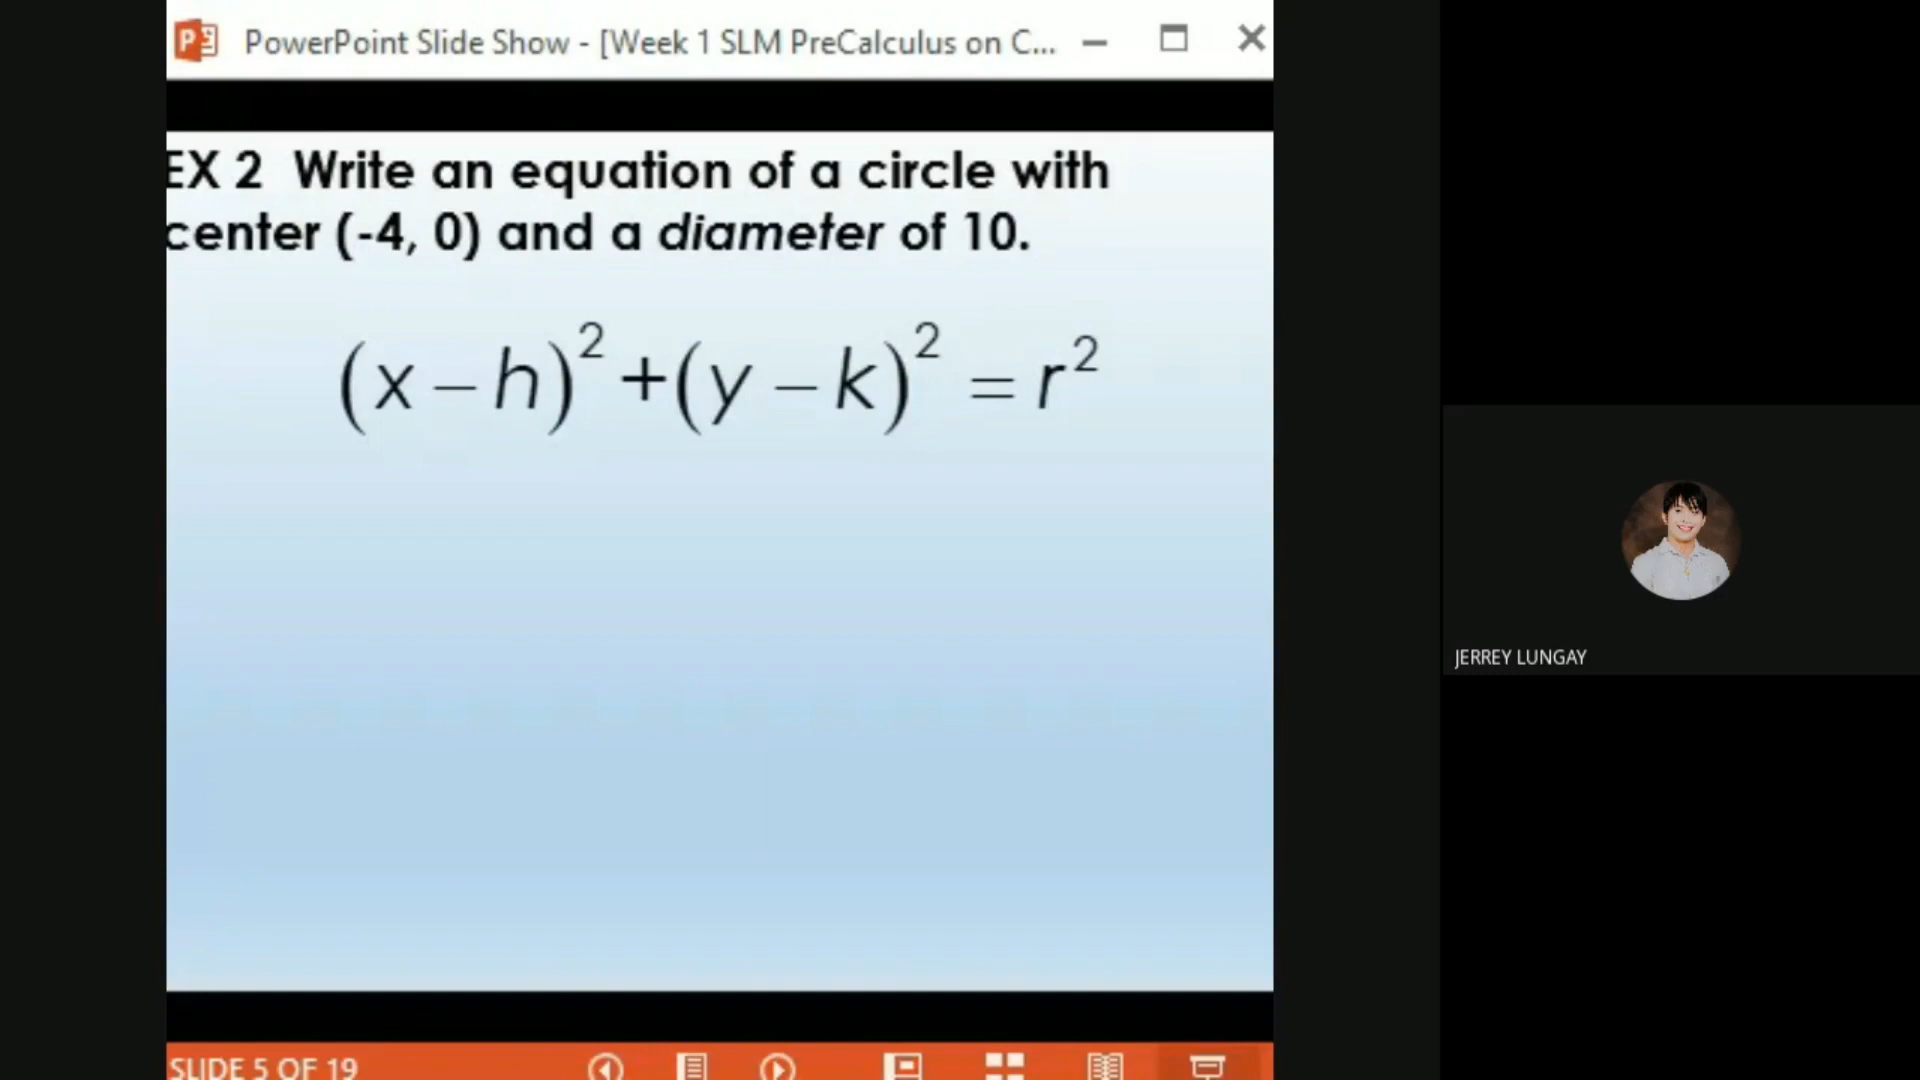 PowerPoint Slide Show - [Week 1 SLM PreCalculus on C...
EX 2 Write an equation of a circle with
center (-4, 0) and a diameter of 10.
(x – h)² + (y – k)² = r²
JERREY LUNGAY
SLIDE 5 OF 19